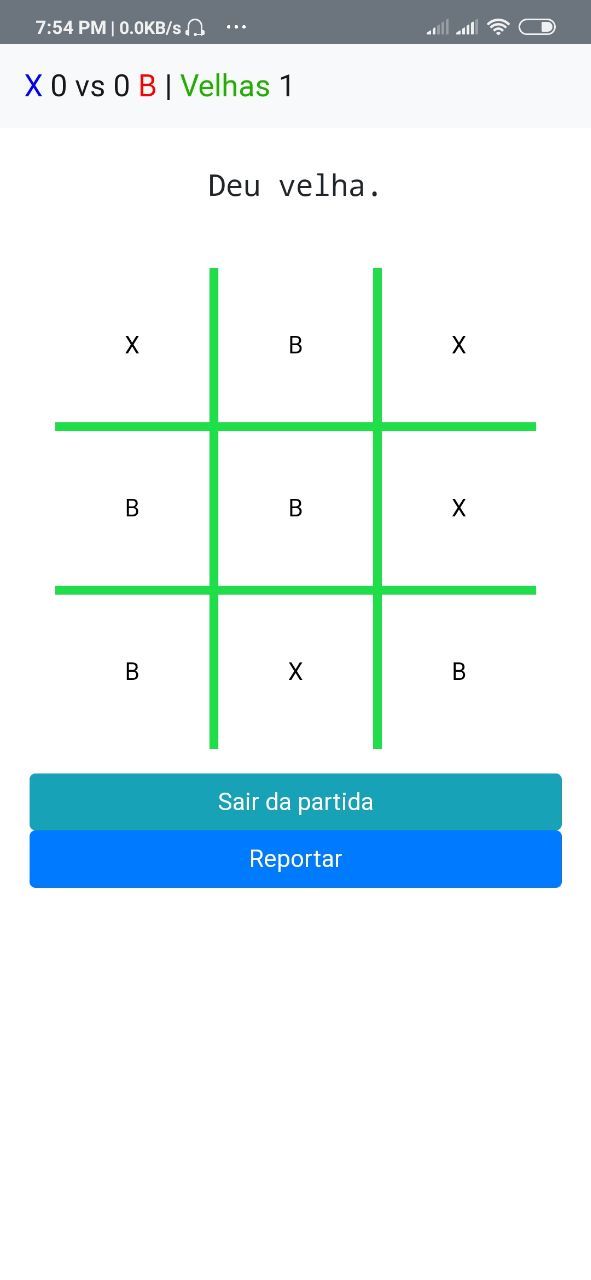 7:54 PM | 0.0KB/s ...
X 0 vs 0 B | Velhas 1
Deu velha.
X B X
B B X
B X B
Sair da partida
Reportar